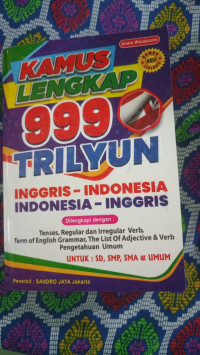 Andre Wicaksono
KAMUS
LENGKAP
999
TRILYUN
INGGRIS - INDONESIA
INDONESIA - INGGRIS
Dilengkapi dengan :
Tenses, Regular dan Irregular Verb,
Term of English Grammar, The List Of Adjective & Verb
Pengetahuan Umum
UNTUK : SD, SMP, SMA & UMUM
Penerbit : SANDRO JAYA Jakarta